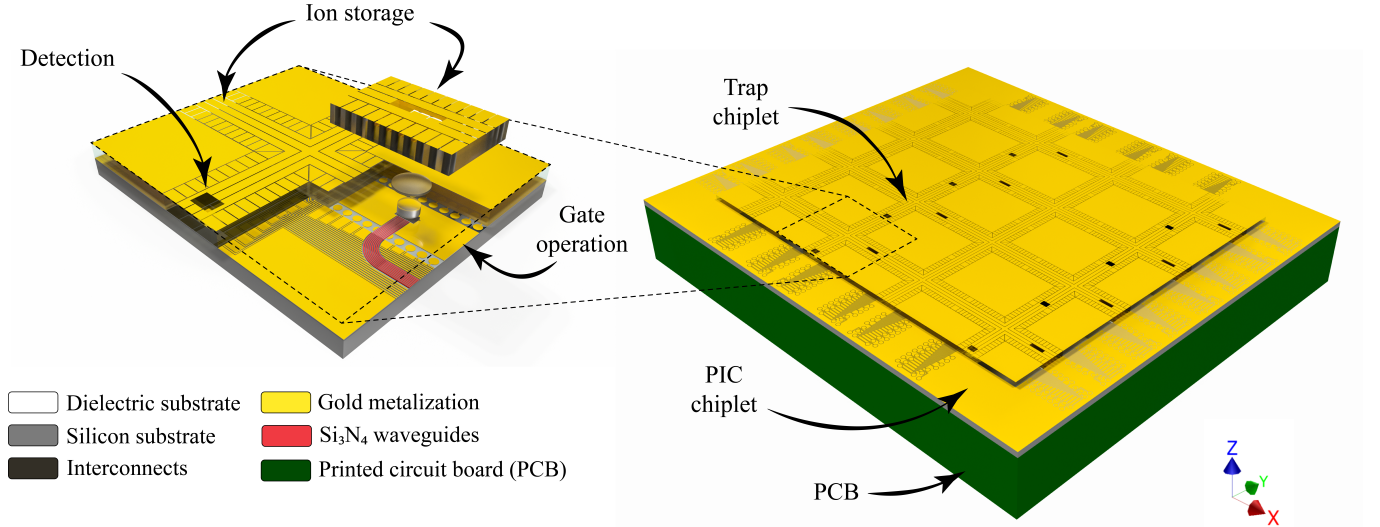 Ion storage
Detection
Gate
operation
Trap
chiplet
PIC
chiplet
PCB
Dielectric substrate
Silicon substrate
Interconnects
Gold metalization
Si₃N₄ waveguides
Printed circuit board (PCB)
Z
Y
X